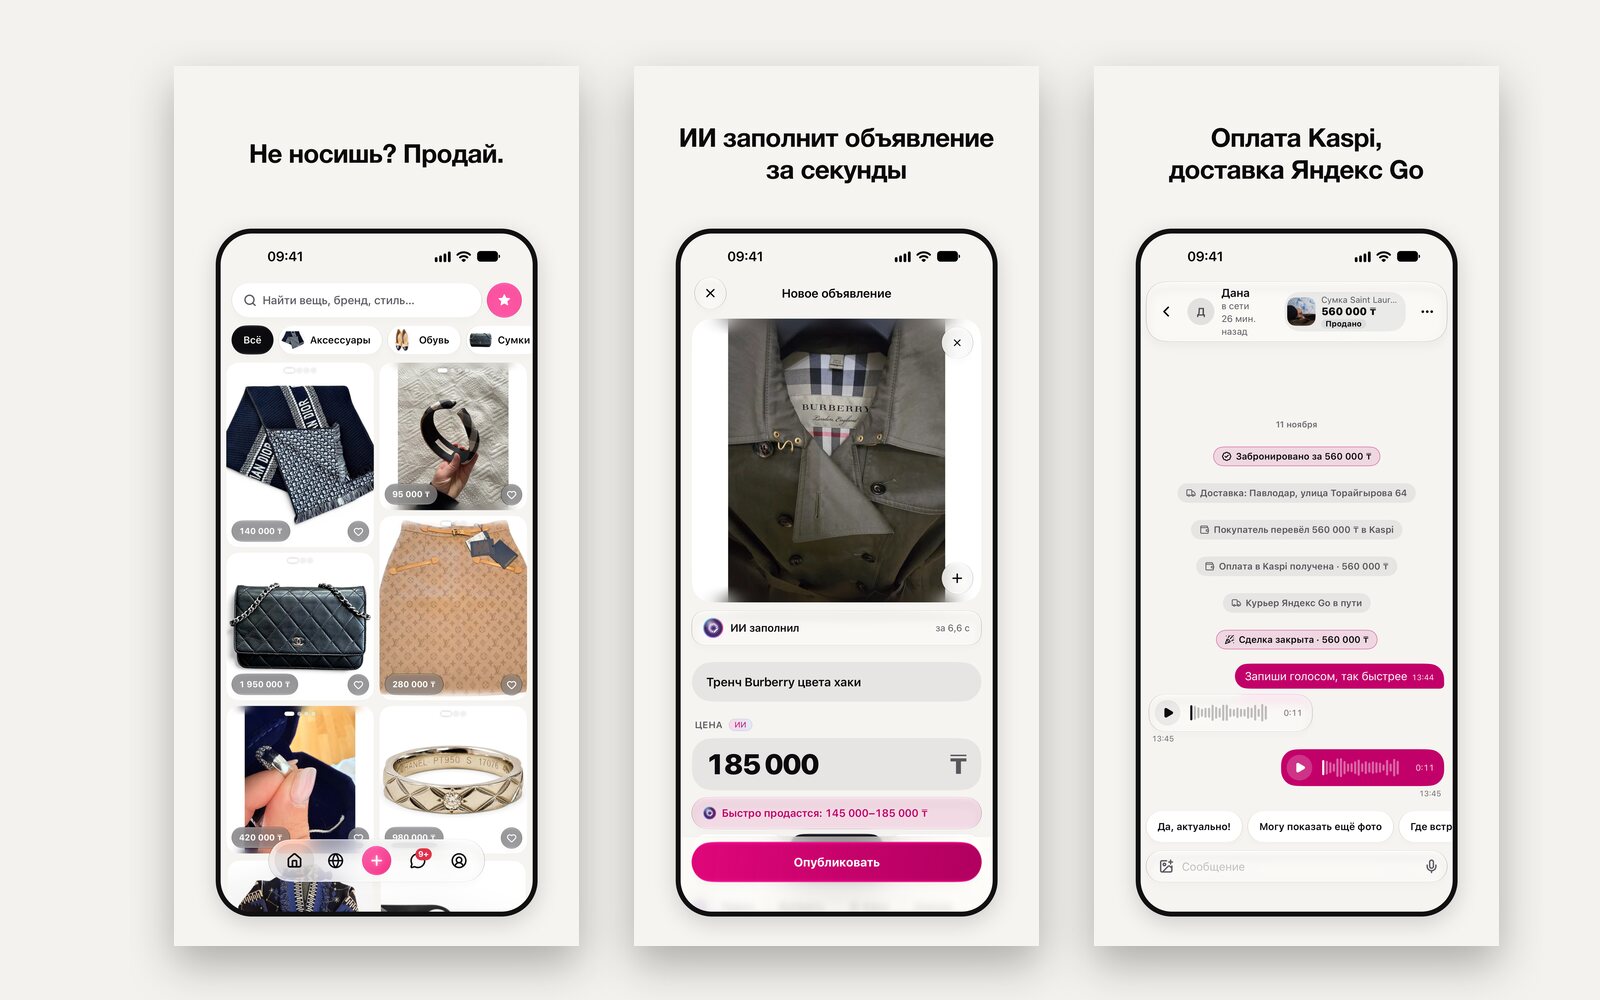 Не носишь? Продай.
09:41
Найти вещь, бренд, стиль...
Всё
Аксессуары
Обувь
Сумки
140 000 ₸
95 000 ₸
1 950 000 ₸
280 000 ₸
420 000 ₸
980 000 ₸
9+
ИИ заполнит объявление
за секунды
09:41
Новое объявление
BURBERRY
ИИ заполнил
за 6,6 с
Тренч Burberry цвета хаки
ЦЕНА ИИ
185 000 ₸
Быстро продастся: 145 000–185 000 ₸
Опубликовать
Оплата Kaspi,
доставка Яндекс Go
09:41
Д
Дана
в сети
26 мин.
назад
Сумка Saint Laur...
560 000 ₸
Продано
11 ноября
Забронировано за 560 000 ₸
Доставка: Павлодар, улица Торайгырова 64
Покупатель перевёл 560 000 ₸ в Kaspi
Оплата в Kaspi получена · 560 000 ₸
Курьер Яндекс Go в пути
Сделка закрыта · 560 000 ₸
Запиши голосом, так быстрее 13:44
0:11
13:45
0:11
13:45
Да, актуально!
Могу показать ещё фото
Где встр
Сообщение